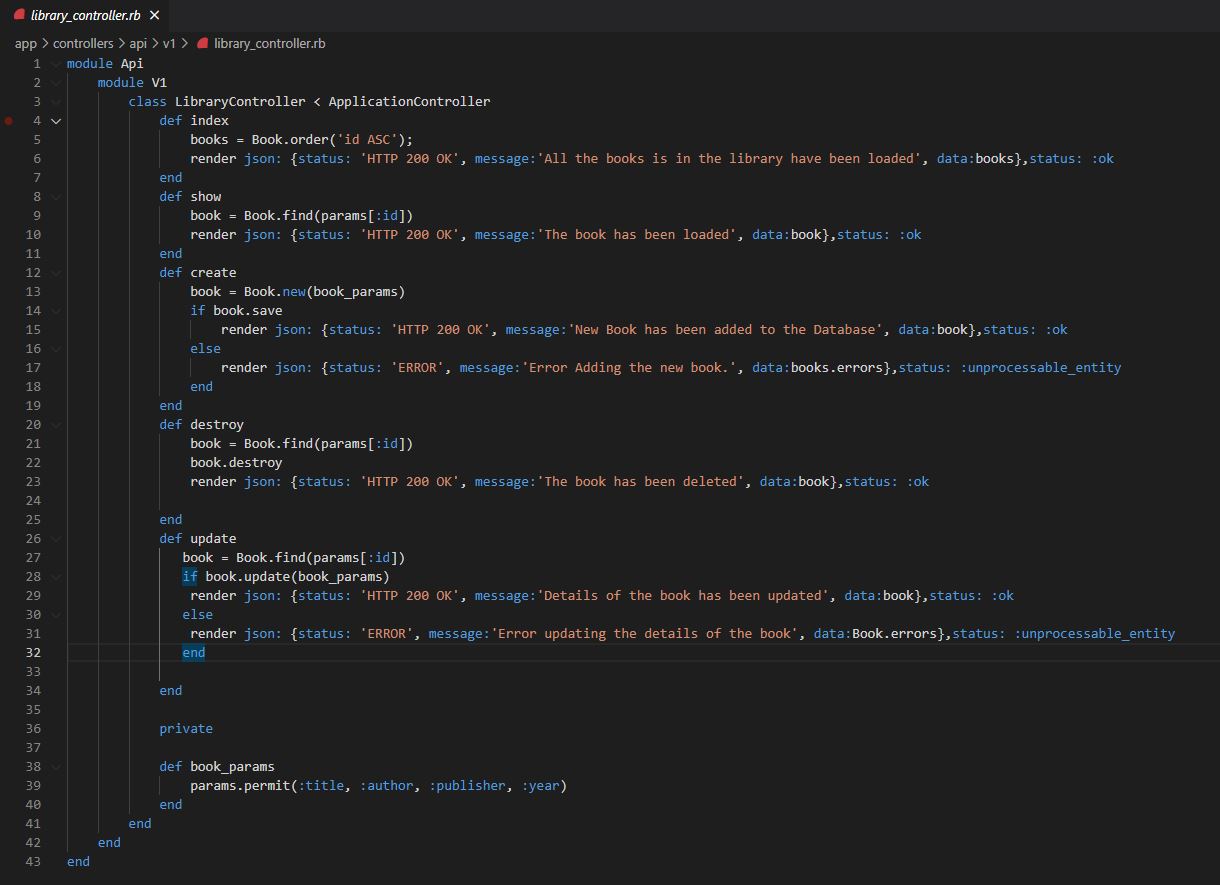 library_controller.rb ×
app > controllers > api > v1 > library_controller.rb
1 module Api
2     module V1
3         class LibraryController < ApplicationController
4             def index
5                 books = Book.order('id ASC');
6                 render json: {status: 'HTTP 200 OK', message:'All the books is in the library have been loaded', data:books},status: :ok
7             end
8             def show
9                 book = Book.find(params[:id])
10                 render json: {status: 'HTTP 200 OK', message:'The book has been loaded', data:book},status: :ok
11             end
12             def create
13                 book = Book.new(book_params)
14                 if book.save
15                     render json: {status: 'HTTP 200 OK', message:'New Book has been added to the Database', data:book},status: :ok
16                 else
17                     render json: {status: 'ERROR', message:'Error Adding the new book.', data:books.errors},status: :unprocessable_entity
18                 end
19             end
20             def destroy
21                 book = Book.find(params[:id])
22                 book.destroy
23                 render json: {status: 'HTTP 200 OK', message:'The book has been deleted', data:book},status: :ok
24
25             end
26             def update
27                book = Book.find(params[:id])
28                if book.update(book_params)
29                 render json: {status: 'HTTP 200 OK', message:'Details of the book has been updated', data:book},status: :ok
30                else
31                 render json: {status: 'ERROR', message:'Error updating the details of the book', data:Book.errors},status: :unprocessable_entity
32                end
33
34             end
35
36             private
37
38             def book_params
39                 params.permit(:title, :author, :publisher, :year)
40             end
41         end
42     end
43 end